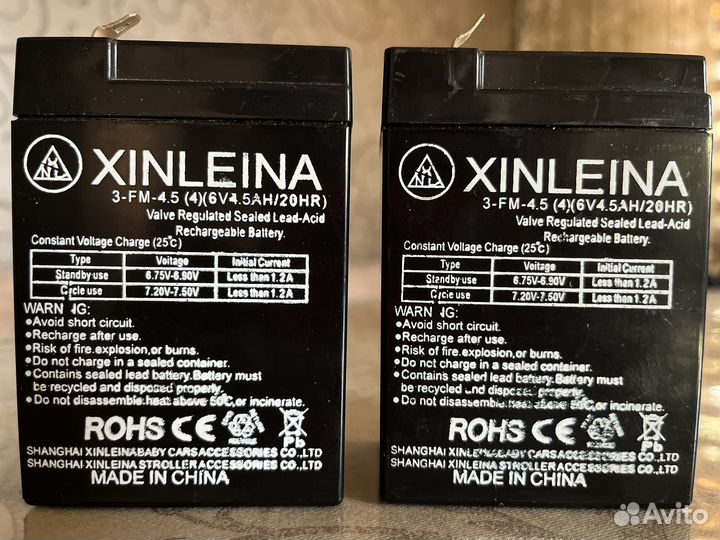 XINLEINA
3-FM-4.5 (4)(6V4.5AH/20HR)
Valve Regulated Sealed Lead-Acid
Rechargeable Battery.
Constant Voltage Charge (25℃)
Type Voltage Initial Current
Standby use 6.75V-6.90V Less than 1.2A
Cycle use 7.20V-7.50V Less than 1.2A
WARNING:
●Avoid short circuit.
●Recharge after use.
●Risk of fire.explosion,or burns.
●Do not charge in a sealed container.
●Contains sealed lead battery.Battery must
be recycled and disposed properly.
●Do not disassemble.heat above 50C,or incinerate.
ROHS CE Pb
SHANGHAI XINLEINABABY CARS ACCESSORIES CO.,LTD
SHANGHAI XINLEINA STROLLER ACCESSORIES CO.,LTD
MADE IN CHINA
XINLEINA
3-FM-4.5 (4)(6V4.5AH/20HR)
Valve Regulated Sealed Lead-Acid
Rechargeable Battery.
Constant Voltage Charge (25℃)
Type Voltage Initial Current
Standby use 6.75V-6.90V Less than 1.2A
Cycle use 7.20V-7.50V Less than 1.2A
WARNING:
●Avoid short circuit.
●Recharge after use.
●Risk of fire.explosion,or burns.
●Do not charge in a sealed container.
●Contains sealed lead battery.Battery must
be recycled and disposed properly.
●Do not disassemble.heat above 50C,or incinerate.
ROHS CE Pb
SHANGHAI XINLEINABABY CARS ACCESSORIES CO.,LTD
SHANGHAI XINLEINA STROLLER ACCESSORIES CO.,LTD
MADE IN CHINA
Avito